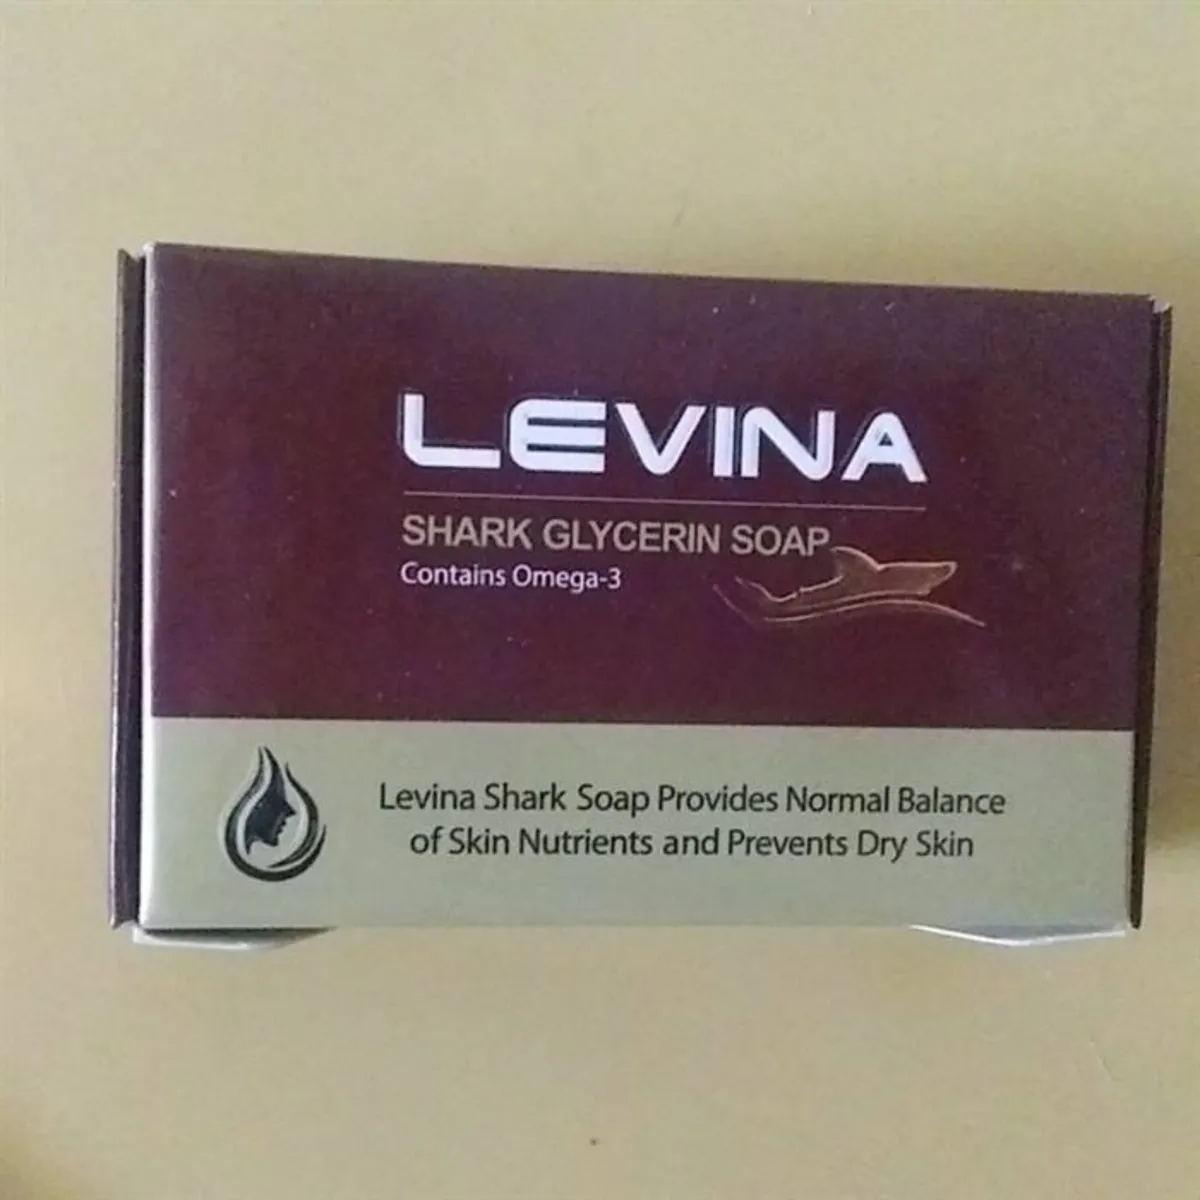 LEVINA
SHARK GLYCERIN SOAP
Contains Omega-3
Levina Shark Soap Provides Normal Balance
of Skin Nutrients and Prevents Dry Skin